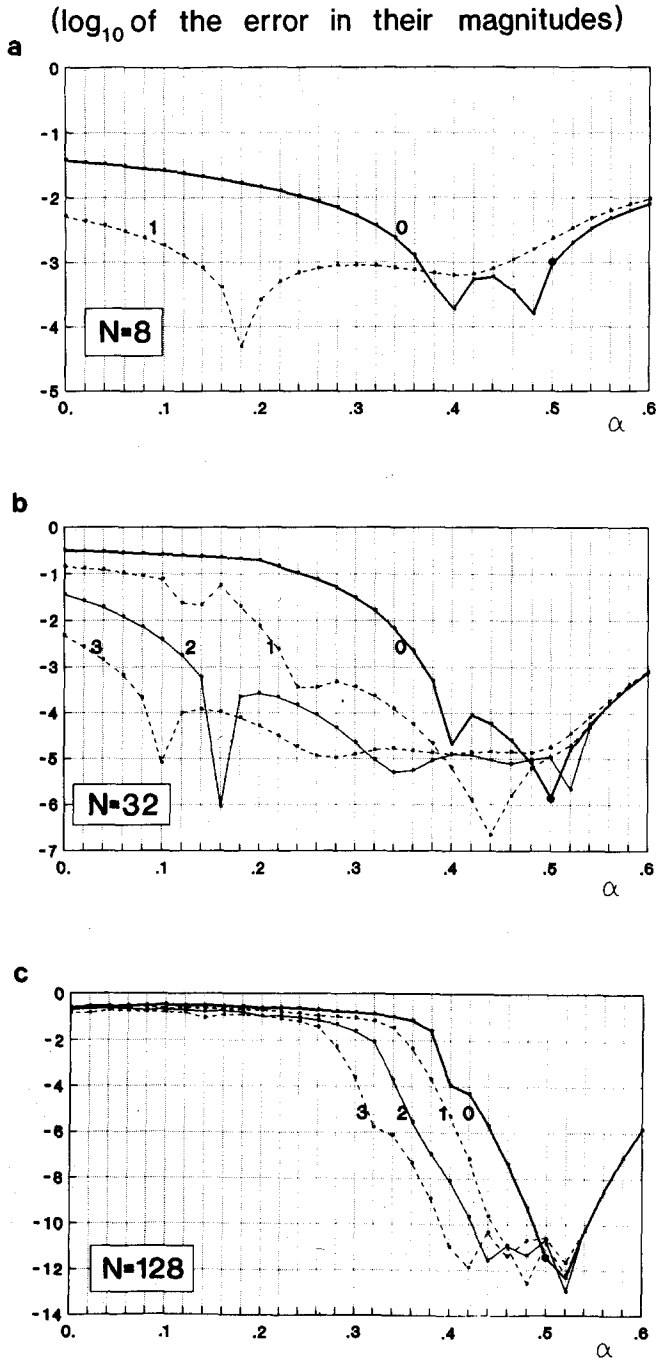 (log10 of the error in their magnitudes)
a
0
-1
-2
-3
-4
-5
1
0
N=8
0. .1 .2 .3 .4 .5 .6
α
b
0
-1
-2
-3
-4
-5
-6
-7
3
2
1
0
N=32
0. .1 .2 .3 .4 .5 .6
α
c
0
-2
-4
-6
-8
-10
-12
-14
3
2
1.
0
N=128
0. .1 .2 .3 .4 .5 .6
α